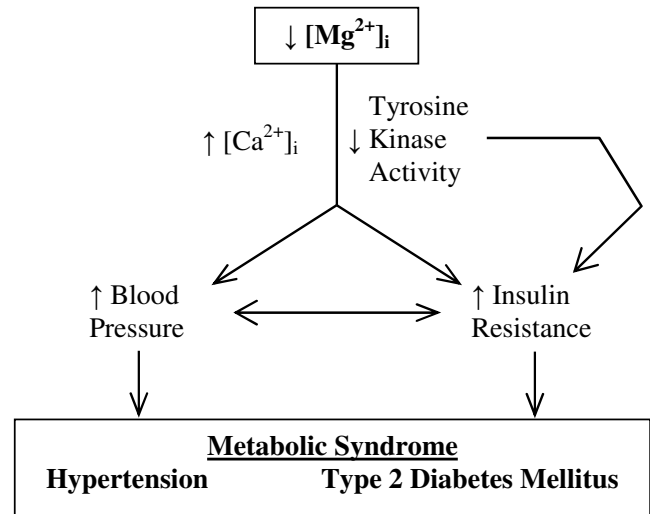 ↓ [Mg²⁺]ᵢ
↑ [Ca²⁺]ᵢ
Tyrosine
↓ Kinase
Activity
↑ Blood
Pressure
↑ Insulin
Resistance
Metabolic Syndrome
Hypertension Type 2 Diabetes Mellitus